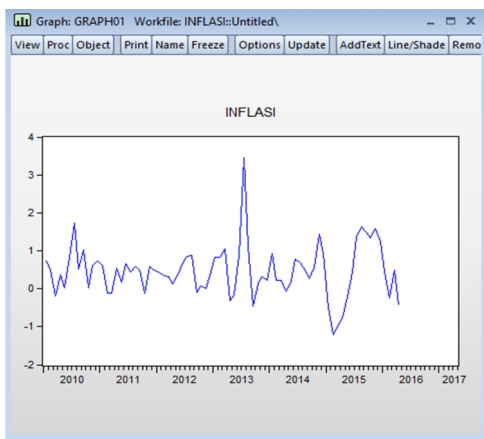 Graph: GRAPH01 Workfile: INFLASI::Untitled\
View Proc Object Print Name Freeze Options Update AddText Line/Shade Remo
INFLASI
4
3
2
1
0
-1
-2
2010 2011 2012 2013 2014 2015 2016 2017